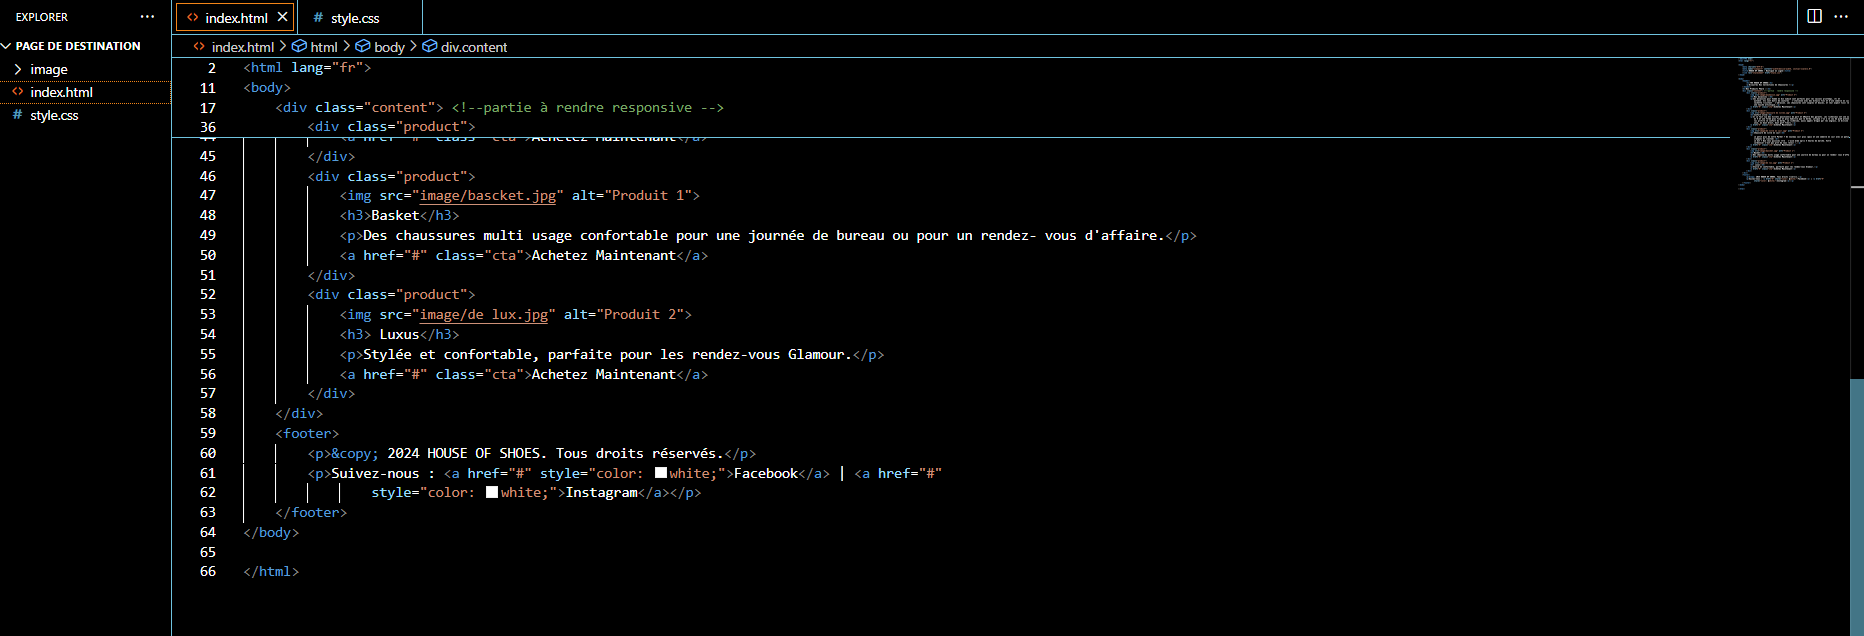 EXPLORER ···
index.html ✕ # style.css ···
PAGE DE DESTINATION
index.html > html > body > div.content
image
index.html
# style.css
2 <html lang="fr">
11 <body>
17 <div class="content"> <!--partie à rendre responsive -->
36 <div class="product">
44 <a href="#" class="cta">Achetez Maintenant</a>
45 </div>
46 <div class="product">
47 <img src="image/bascket.jpg" alt="Produit 1">
48 <h3>Basket</h3>
49 <p>Des chaussures multi usage confortable pour une journée de bureau ou pour un rendez- vous d'affaire.</p>
50 <a href="#" class="cta">Achetez Maintenant</a>
51 </div>
52 <div class="product">
53 <img src="image/de lux.jpg" alt="Produit 2">
54 <h3> Luxus</h3>
55 <p>Stylée et confortable, parfaite pour les rendez-vous Glamour.</p>
56 <a href="#" class="cta">Achetez Maintenant</a>
57 </div>
58 </div>
59 <footer>
60 <p>&copy; 2024 HOUSE OF SHOES. Tous droits réservés.</p>
61 <p>Suivez-nous : <a href="#" style="color: white;">Facebook</a> | <a href="#"
62 style="color: white;">Instagram</a></p>
63 </footer>
64 </body>
65
66 </html>